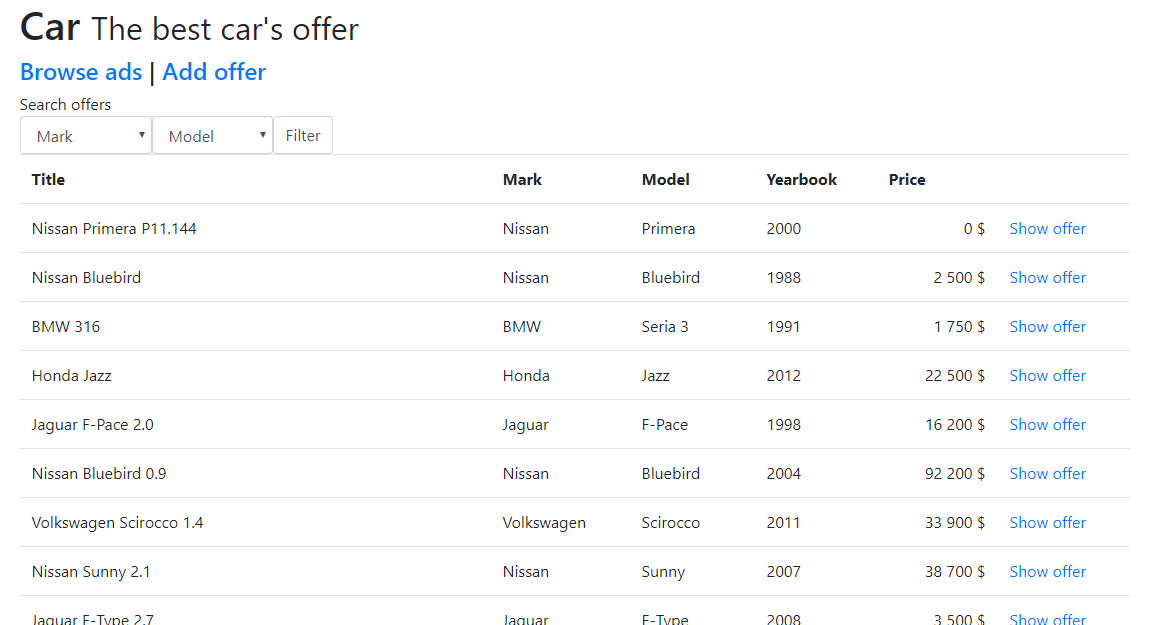 Car The best car's offer
Browse ads | Add offer
Search offers
Mark Model Filter
Title Mark Model Yearbook Price
Nissan Primera P11.144 Nissan Primera 2000 0 $ Show offer
Nissan Bluebird Nissan Bluebird 1988 2 500 $ Show offer
BMW 316 BMW Seria 3 1991 1 750 $ Show offer
Honda Jazz Honda Jazz 2012 22 500 $ Show offer
Jaguar F-Pace 2.0 Jaguar F-Pace 1998 16 200 $ Show offer
Nissan Bluebird 0.9 Nissan Bluebird 2004 92 200 $ Show offer
Volkswagen Scirocco 1.4 Volkswagen Scirocco 2011 33 900 $ Show offer
Nissan Sunny 2.1 Nissan Sunny 2007 38 700 $ Show offer
Jaguar F-Type 2.7 Jaguar F-Type 2008 3 500 $ Show offer